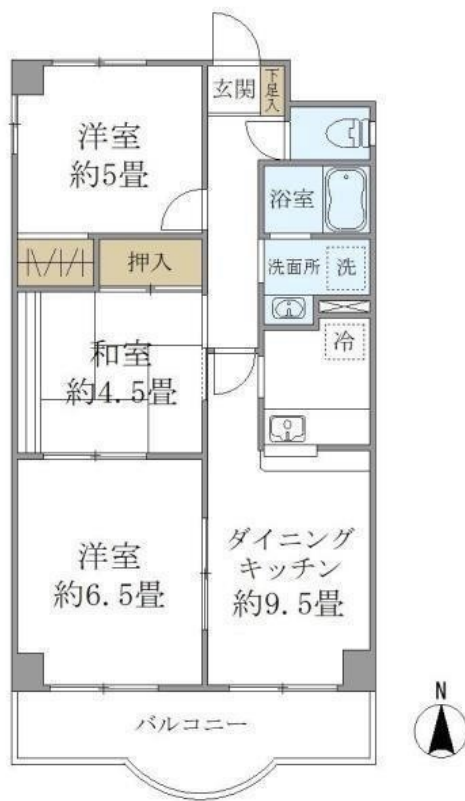 玄関
下足入
洋室
約5畳
浴室
押入
洗面所
洗
冷
和室
約4.5畳
洋室
約6.5畳
ダイニング
キッチン
約9.5畳
バルコニー
N